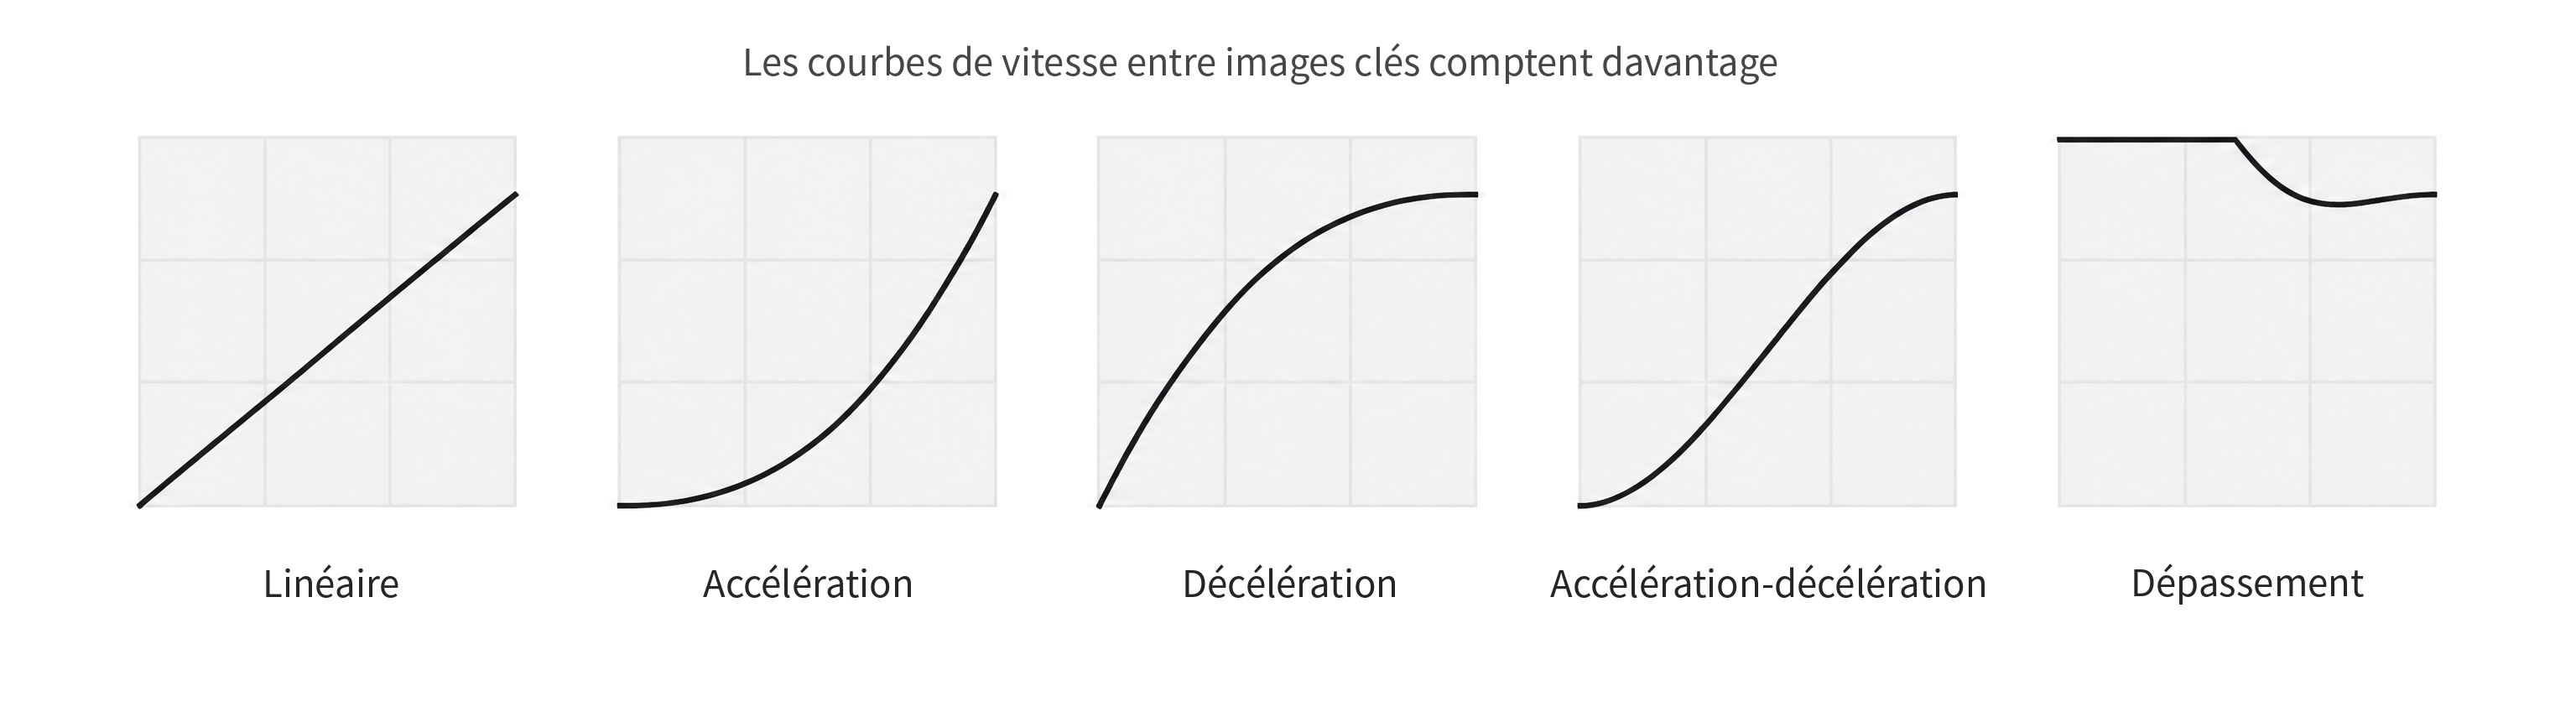 Les courbes de vitesse entre images clés comptent davantage
Linéaire
Accélération
Décélération
Accélération-décélération
Dépassement